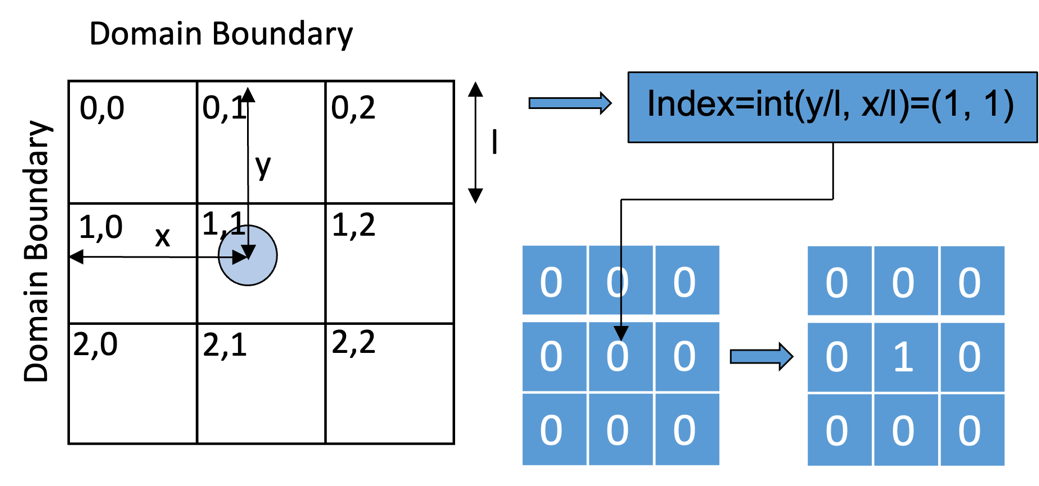 Domain Boundary
Domain Boundary
0,0 0,1 0,2
y
l
1,0 1,1 1,2
x
2,0 2,1 2,2
Index=int(y/l, x/l)=(1, 1)
0 0 0
0 0 0
0 0 0
0 0 0
0 1 0
0 0 0